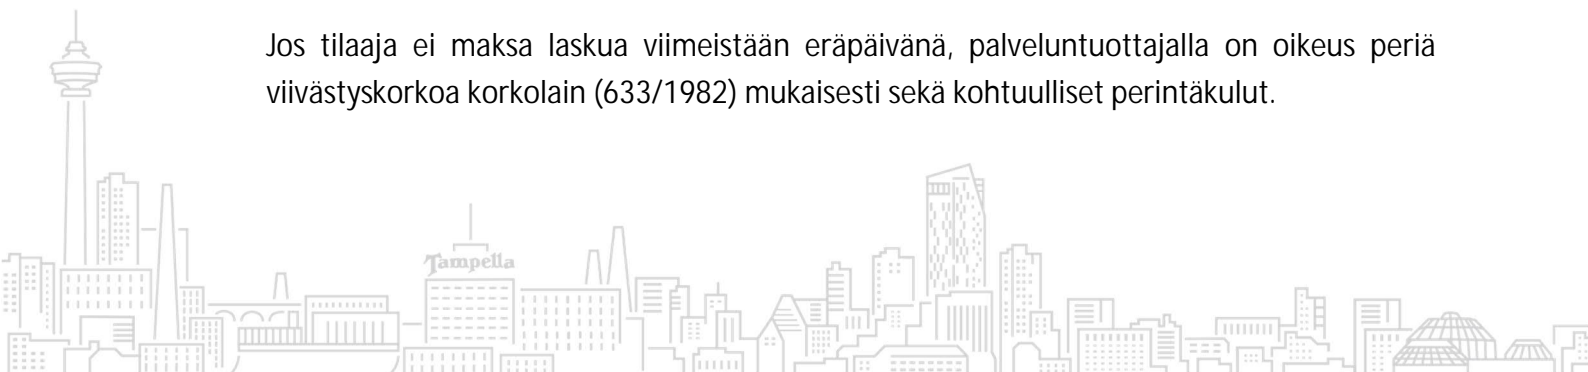 Jos tilaaja ei maksa laskua viimeistään eräpäivänä, palveluntuottajalla on oikeus periä
viivästyskorkoa korkolain (633/1982) mukaisesti sekä kohtuulliset perintäkulut.
Tampella